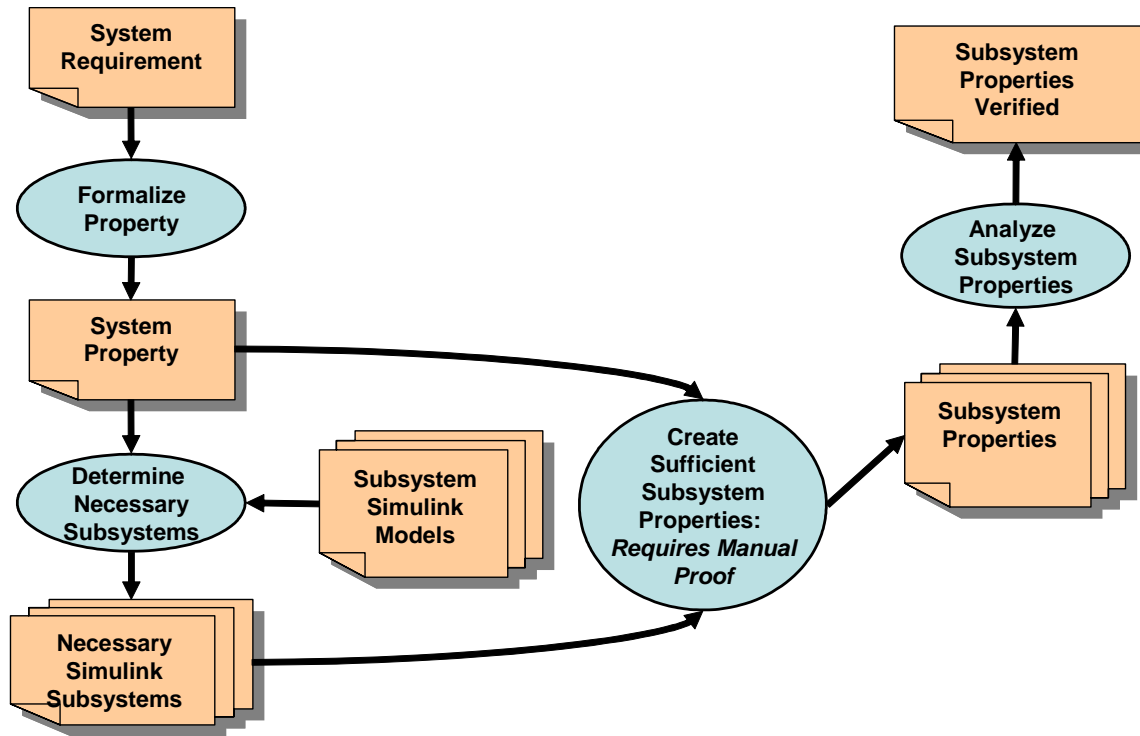 System
Requirement
Formalize
Property
System
Property
Determine
Necessary
Subsystems
Subsystem
Simulink
Models
Necessary
Simulink
Subsystems
Create
Sufficient
Subsystem
Properties:
Requires Manual
Proof
Subsystem
Properties
Analyze
Subsystem
Properties
Subsystem
Properties
Verified